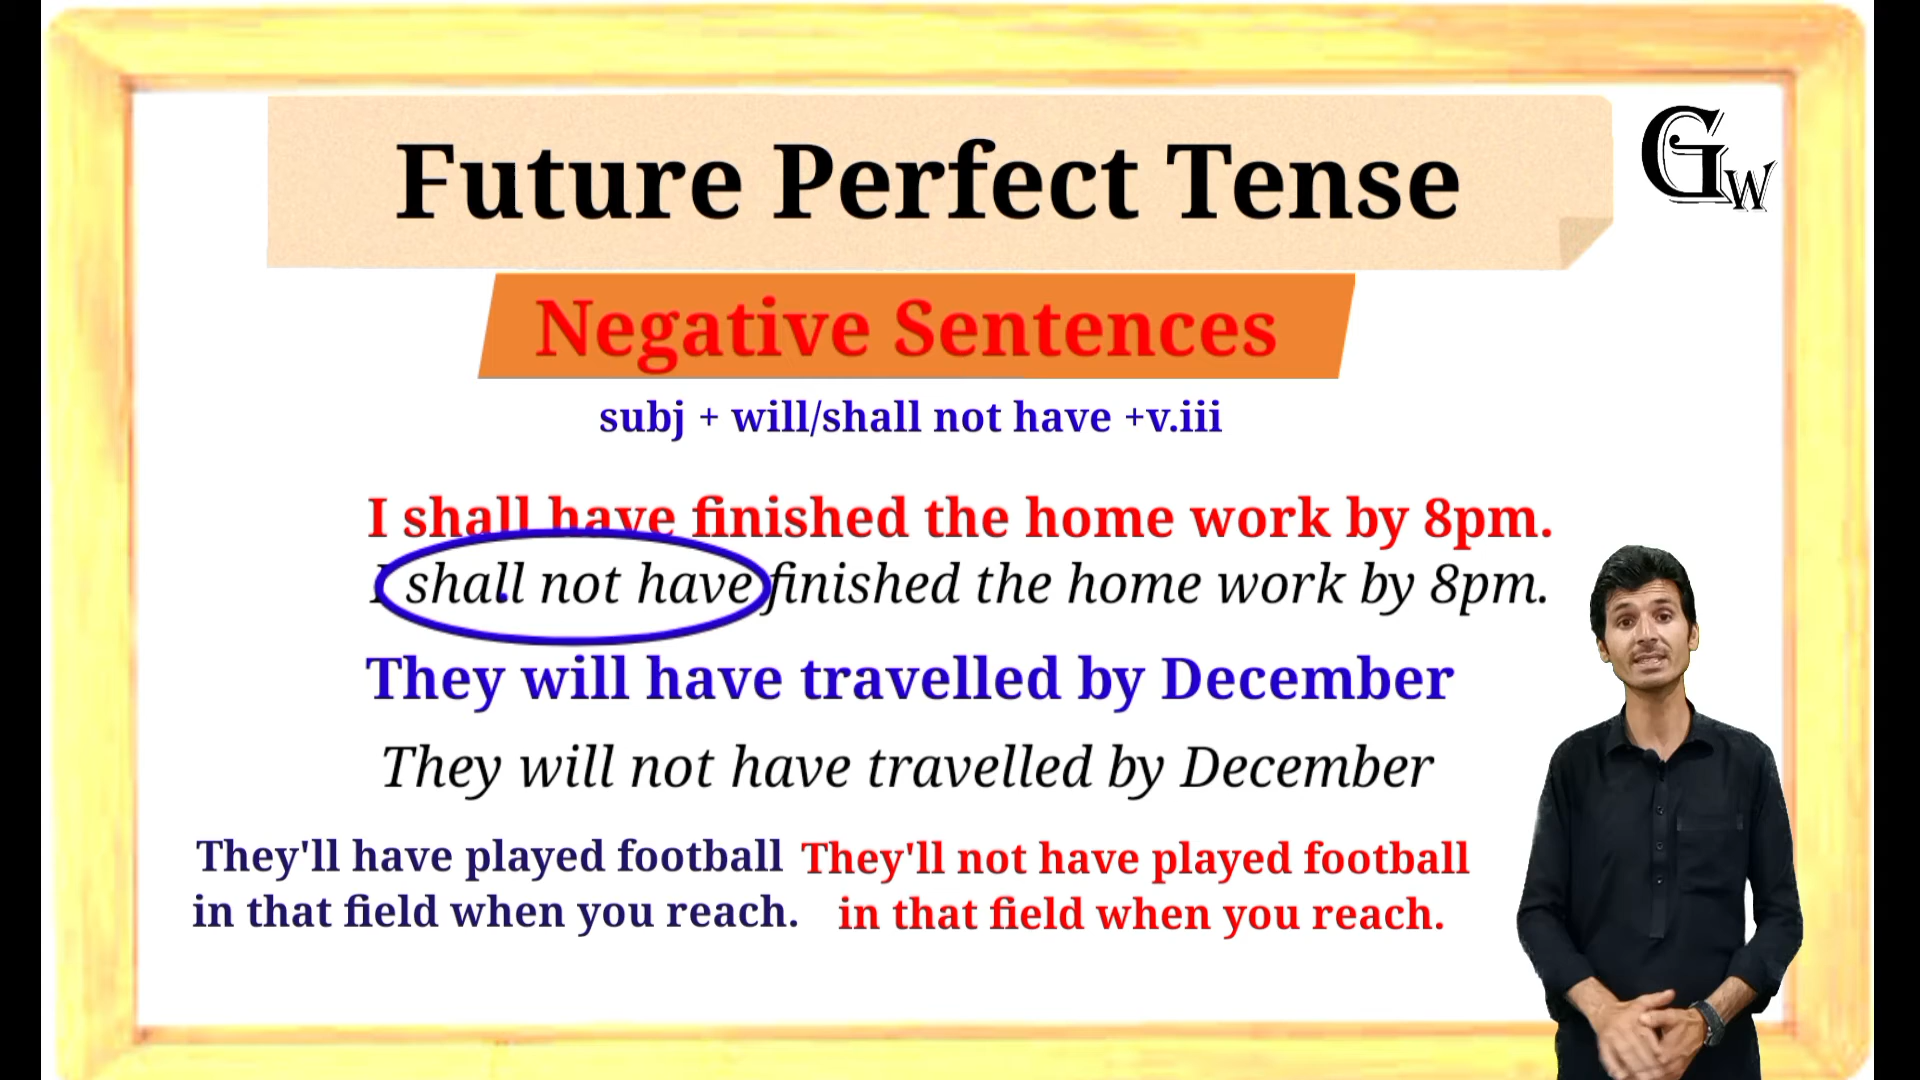 Future Perfect Tense
GW
Negative Sentences
subj + will/shall not have +v.iii
I shall have finished the home work by 8pm.
I shall not have finished the home work by 8pm.
They will have travelled by December
They will not have travelled by December
They'll have played football
in that field when you reach.
They'll not have played football
in that field when you reach.